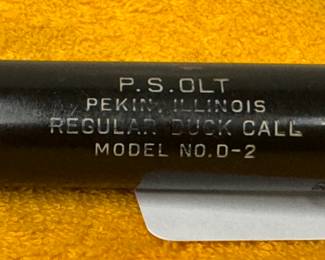 P.S.OLT
PEKIN, ILLINOIS
REGULAR DUCK CALL
MODEL NO.D-2